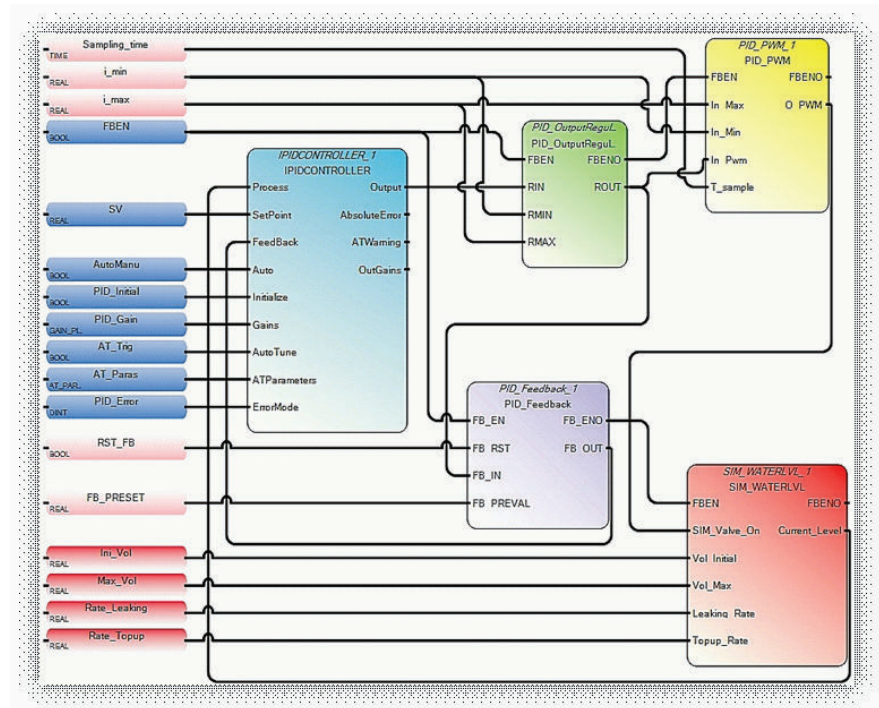 Sampling_time
TIME
i_min
REAL
i_max
REAL
FBEN
BOOL
SV
REAL
AutoManu
BOOL
PID_Initial
BOOL
PID_Gain
GAIN_PI..
AT_Trig
BOOL
AT_Paras
AT_PAR..
PID_Error
DINT
RST_FB
BOOL
FB_PRESET
REAL
Ini_Vol
REAL
Max_Vol
REAL
Rate_Leaking
REAL
Rate_Topup
REAL
IPIDCONTROLLER_1
IPIDCONTROLLER
Process Output
SetPoint AbsoluteError
FeedBack ATWarning
Auto OutGains
Initialize
Gains
AutoTune
ATParameters
ErrorMode
PID_OutputRegul..
PID_OutputRegul..
FBEN FBENO
RIN ROUT
RMIN
RMAX
PID_PWM_1
PID_PWM
FBEN FBENO
In_Max O_PWM
In_Min
In_Pwm
T_sample
PID_Feedback_1
PID_Feedback
FB_EN FB_ENO
FB_RST FB_OUT
FB_IN
FB_PREVAL
SIM_WATERLVL_1
SIM_WATERLVL
FBEN FBENO
SIM_Valve_On Current_Level
Vol_Initial
Vol_Max
Leaking_Rate
Topup_Rate